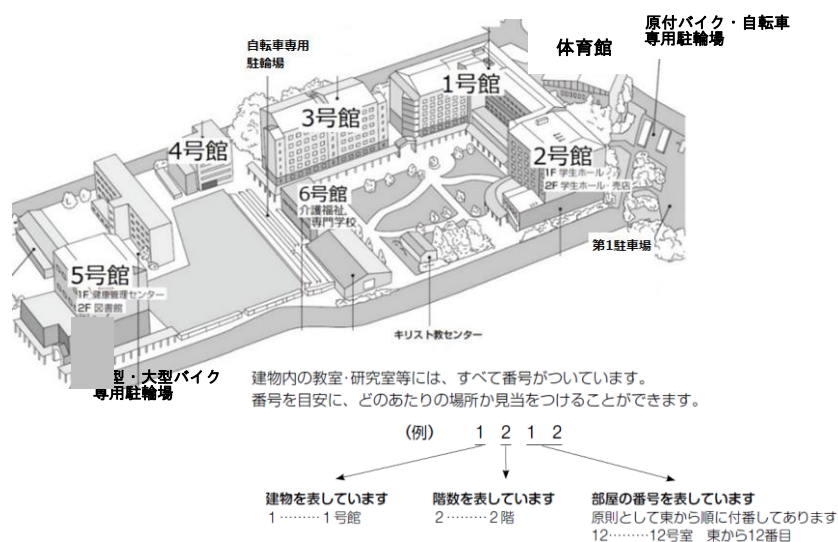 原付バイク・自転車
専用駐輪場
体育館
自転車専用
駐輪場
1号館
3号館
4号館
2号館
1F 学生ホール
2F 学生ホール・売店
6号館
介護福祉
専門学校
第1駐車場
5号館
1F 健康管理センター
2F 図書館
キリスト教センター
型・大型バイク
専用駐輪場
建物内の教室・研究室等には、すべて番号がついています。
番号を目安に、どのあたりの場所か見当をつけることができます。
(例) 1 2 1 2
建物を表しています
1………1号館
階数を表しています
2………2階
部屋の番号を表しています
原則として東から順に付番してあります
12………12号室 東から12番目